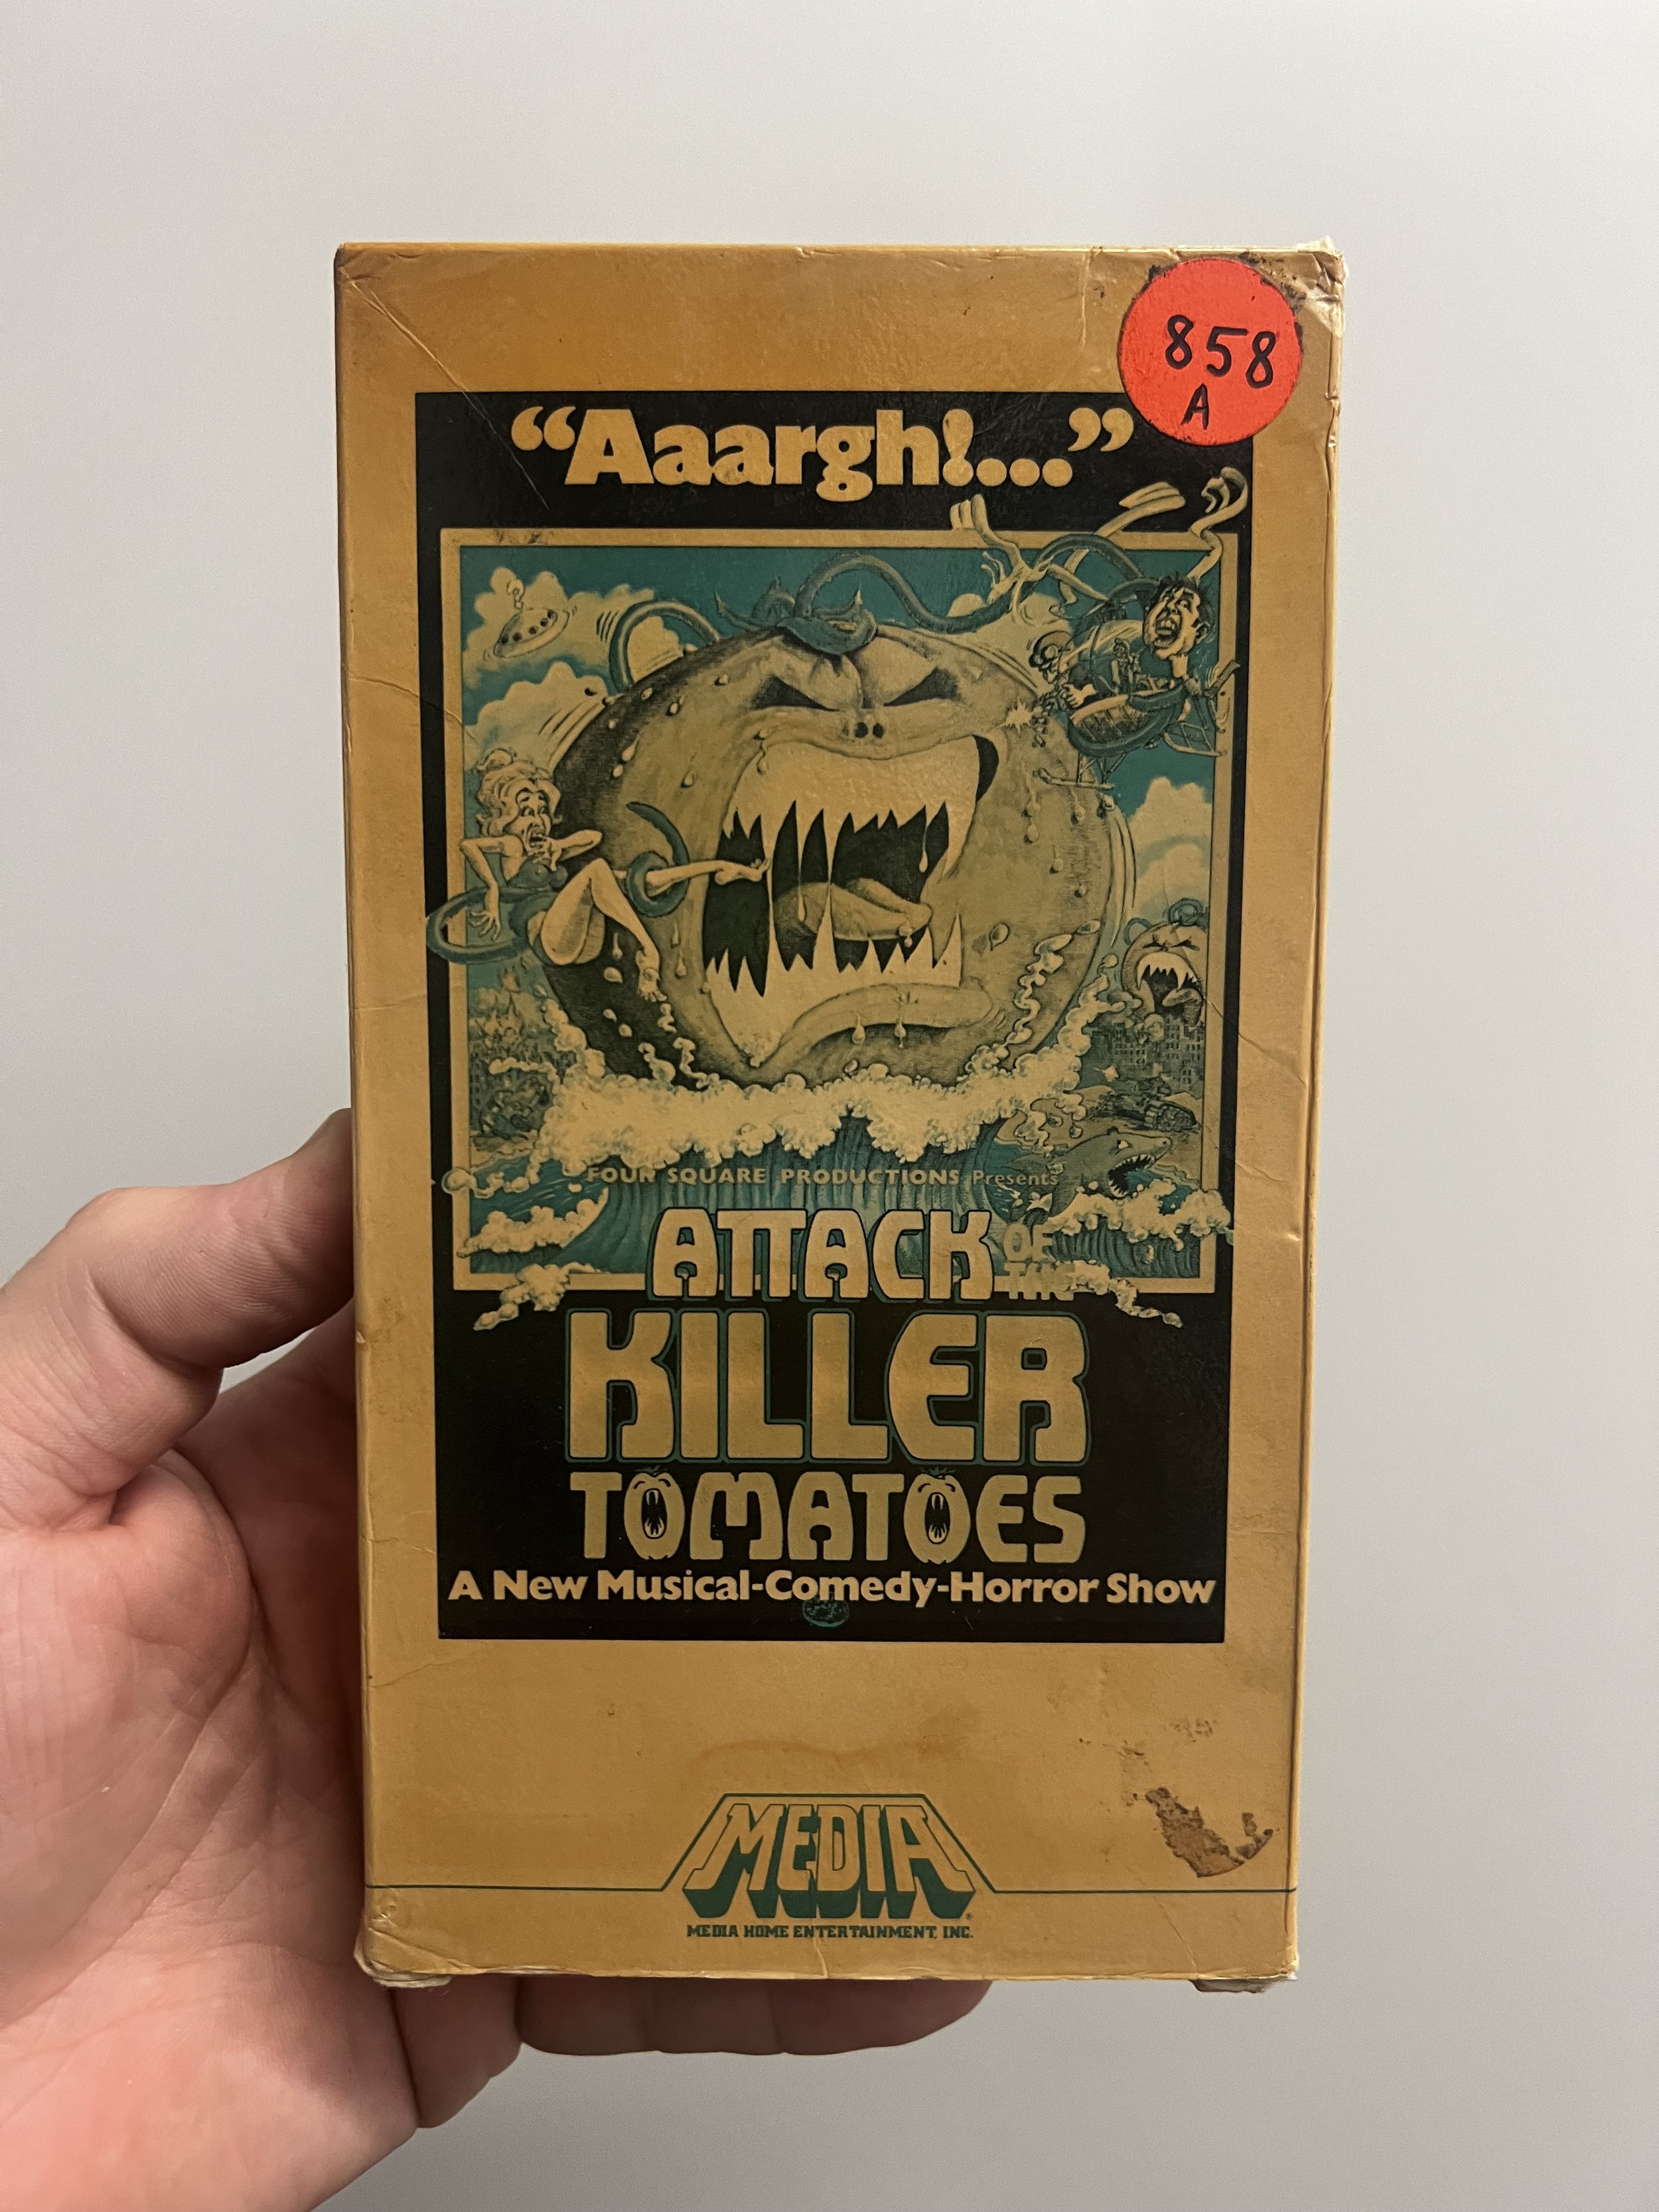 858
A
“Aaargh!...”
FOUR SQUARE PRODUCTIONS Presents
ATTACK OF THE
KILLER
TOMATOES
A New Musical-Comedy-Horror Show
MEDIA
MEDIA HOME ENTERTAINMENT, INC.